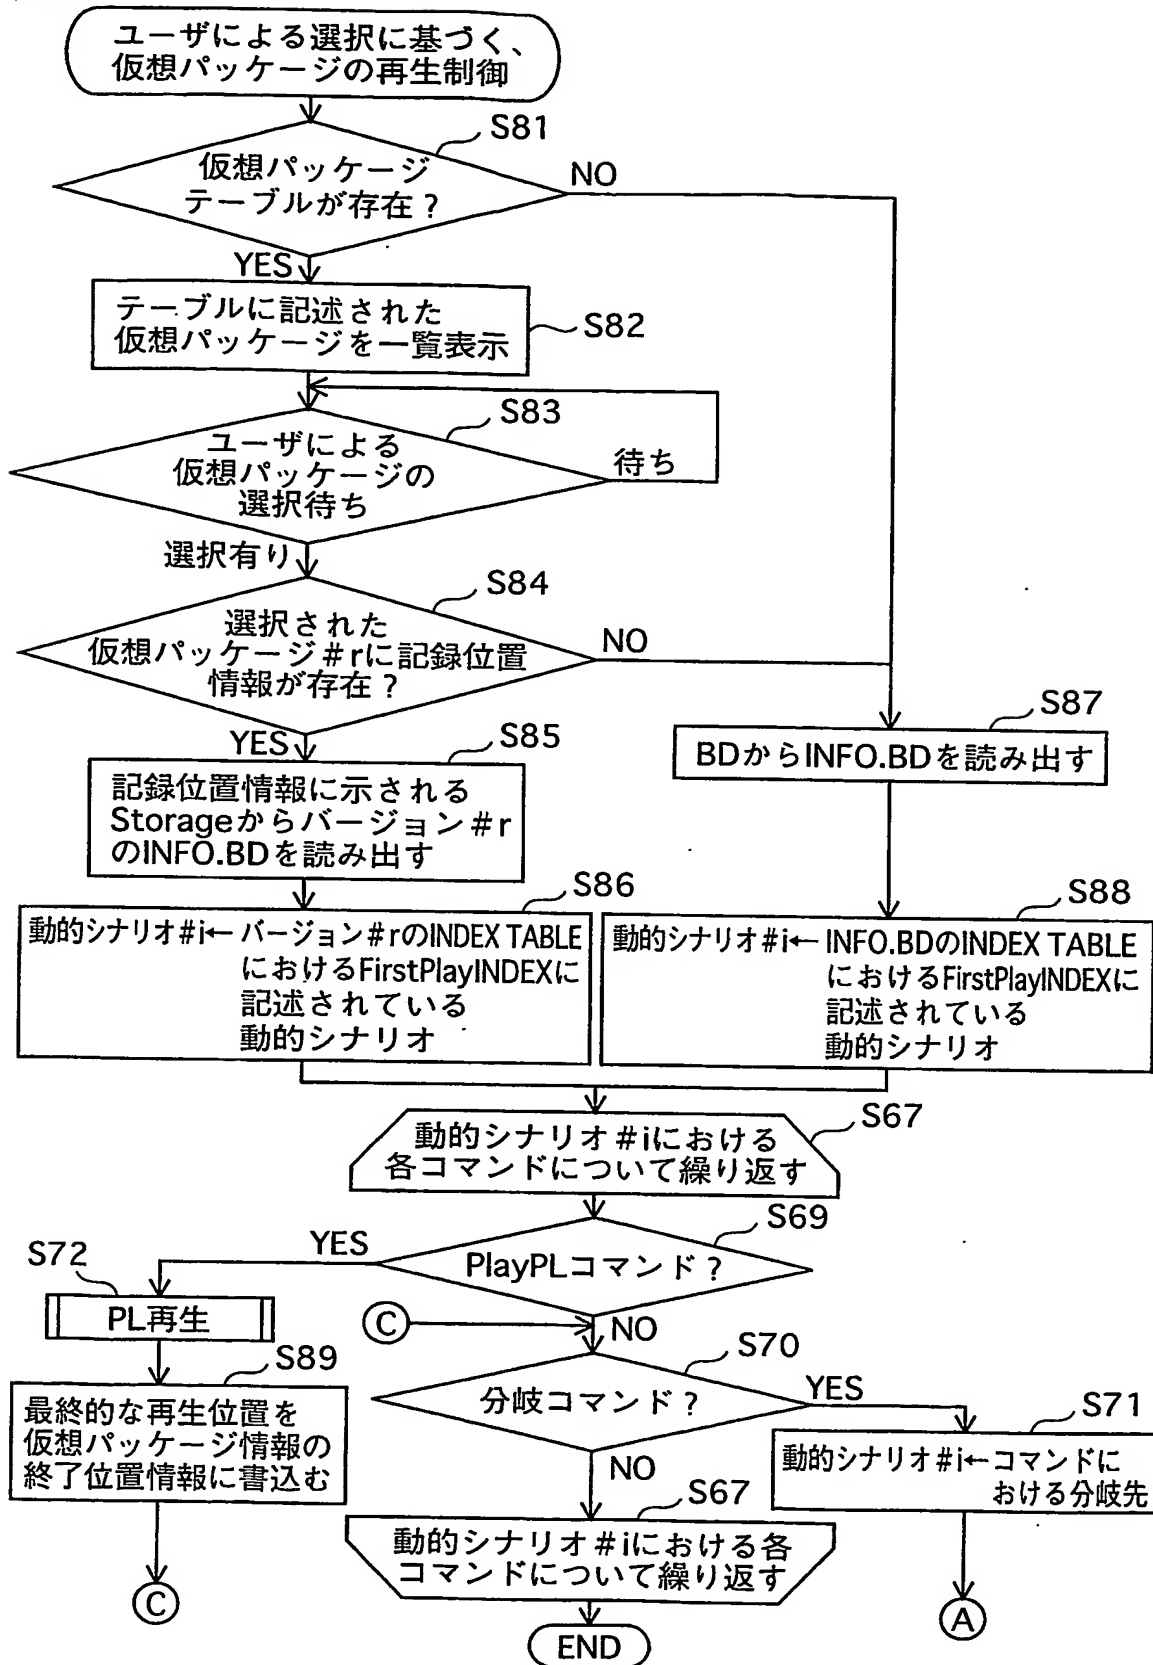 ユーザによる選択に基づく、
仮想パッケージの再生制御
S81
仮想パッケージ
テーブルが存在?
NO
YES
テーブルに記述された
仮想パッケージを一覧表示
S82
S83
ユーザによる
仮想パッケージの
選択待ち
待ち
選択有り
S84
選択された
仮想パッケージ#rに記録位置
情報が存在?
NO
YES
S85
記録位置情報に示される
Storageからバージョン#r
のINFO.BDを読み出す
S87
BDからINFO.BDを読み出す
S86
動的シナリオ#i←バージョン#rのINDEX TABLE
におけるFirstPlayINDEXに
記述されている
動的シナリオ
S88
動的シナリオ#i←INFO.BDのINDEX TABLE
におけるFirstPlayINDEXに
記述されている
動的シナリオ
S67
動的シナリオ#iにおける
各コマンドについて繰り返す
S69
PlayPLコマンド?
YES
NO
S72
PL再生
C
S89
最終的な再生位置を
仮想パッケージ情報の
終了位置情報に書込む
C
S70
分岐コマンド?
YES
NO
S71
動的シナリオ#i←コマンドに
おける分岐先
A
S67
動的シナリオ#iにおける各
コマンドについて繰り返す
END